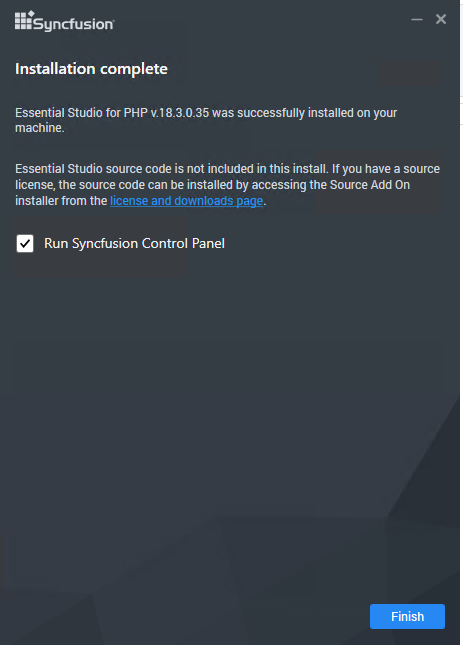 Syncfusion
Installation complete
Essential Studio for PHP v.18.3.0.35 was successfully installed on your
machine.
Essential Studio source code is not included in this install. If you have a source
license, the source code can be installed by accessing the Source Add On
installer from the license and downloads page.
Run Syncfusion Control Panel
Finish